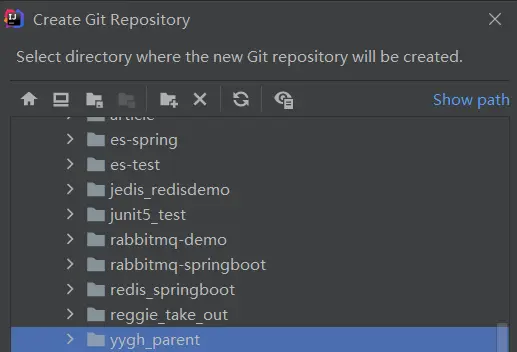 Create Git Repository
Select directory where the new Git repository will be created.
Show path
article
es-spring
es-test
jedis_redisdemo
junit5_test
rabbitmq-demo
rabbitmq-springboot
redis_springboot
reggie_take_out
yygh_parent